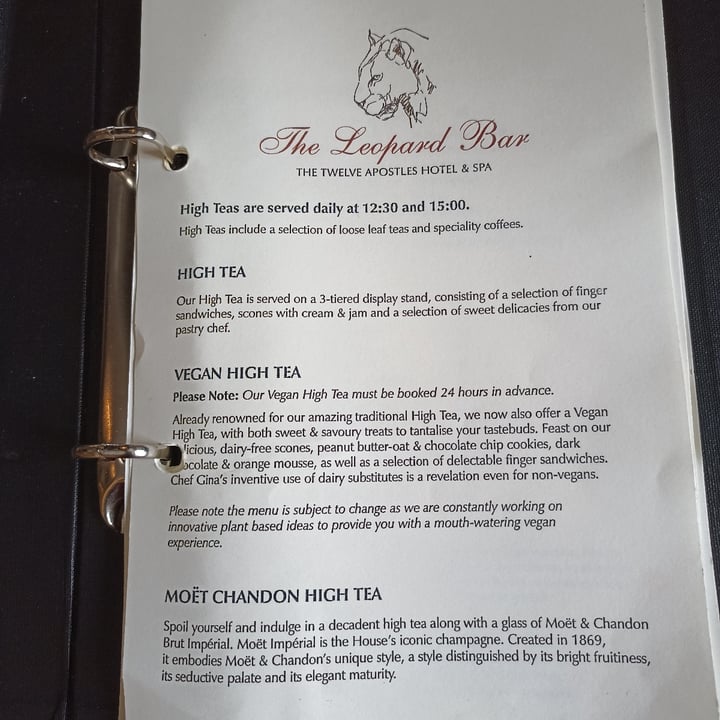 The Leopard Bar
THE TWELVE APOSTLES HOTEL & SPA
High Teas are served daily at 12:30 and 15:00.
High Teas include a selection of loose leaf teas and speciality coffees.
HIGH TEA
Our High Tea is served on a 3-tiered display stand, consisting of a selection of finger
sandwiches, scones with cream & jam and a selection of sweet delicacies from our
pastry chef.
VEGAN HIGH TEA
Please Note: Our Vegan High Tea must be booked 24 hours in advance.
Already renowned for our amazing traditional High Tea, we now also offer a Vegan
High Tea, with both sweet & savoury treats to tantalise your tastebuds. Feast on our
licious, dairy-free scones, peanut butter-oat & chocolate chip cookies, dark
ocolate & orange mousse, as well as a selection of delectable finger sandwiches.
Chef Gina's inventive use of dairy substitutes is a revelation even for non-vegans.
Please note the menu is subject to change as we are constantly working on
innovative plant based ideas to provide you with a mouth-watering vegan
experience.
MOËT CHANDON HIGH TEA
Spoil yourself and indulge in a decadent high tea along with a glass of Moët & Chandon
Brut Impérial. Moët Impérial is the House's iconic champagne. Created in 1869,
it embodies Moët & Chandon's unique style, a style distinguished by its bright fruitiness,
its seductive palate and its elegant maturity.